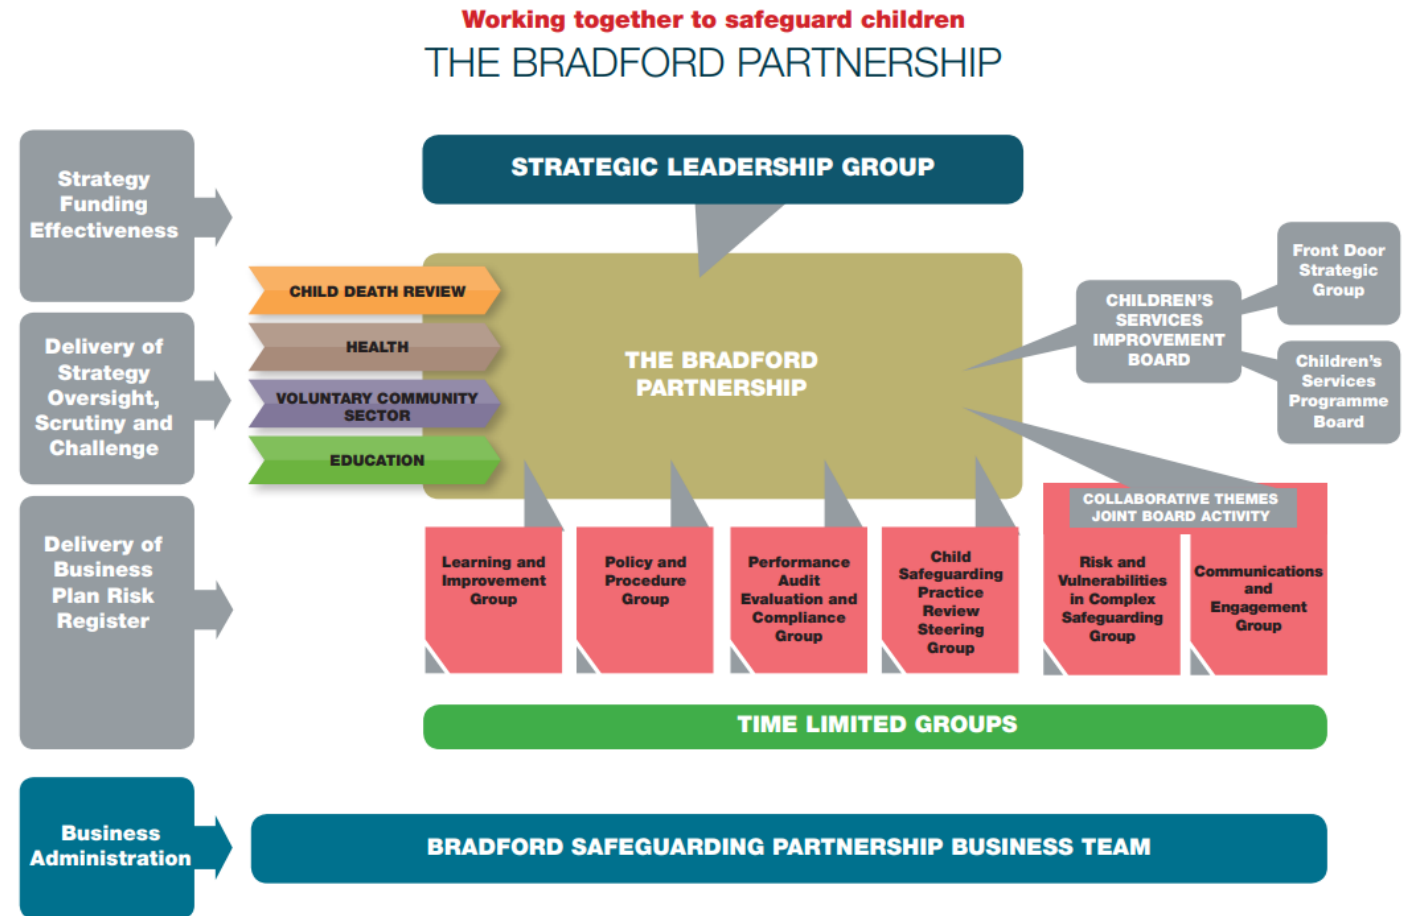 Working together to safeguard children
THE BRADFORD PARTNERSHIP
Strategy
Funding
Effectiveness
STRATEGIC LEADERSHIP GROUP
Delivery of
Strategy
Oversight,
Scrutiny and
Challenge
CHILD DEATH REVIEW
HEALTH
VOLUNTARY COMMUNITY
SECTOR
EDUCATION
THE BRADFORD
PARTNERSHIP
CHILDREN'S
SERVICES
IMPROVEMENT
BOARD
Front Door
Strategic
Group
Children's
Services
Programme
Board
Delivery of
Business
Plan Risk
Register
Learning and
Improvement
Group
Policy and
Procedure
Group
Performance
Audit
Evaluation and
Compliance
Group
Child
Safeguarding
Practice
Review
Steering
Group
COLLABORATIVE THEMES
JOINT BOARD ACTIVITY
Risk and
Vulnerabilities
in Complex
Safeguarding
Group
Communications
and
Engagement
Group
TIME LIMITED GROUPS
Business
Administration
BRADFORD SAFEGUARDING PARTNERSHIP BUSINESS TEAM